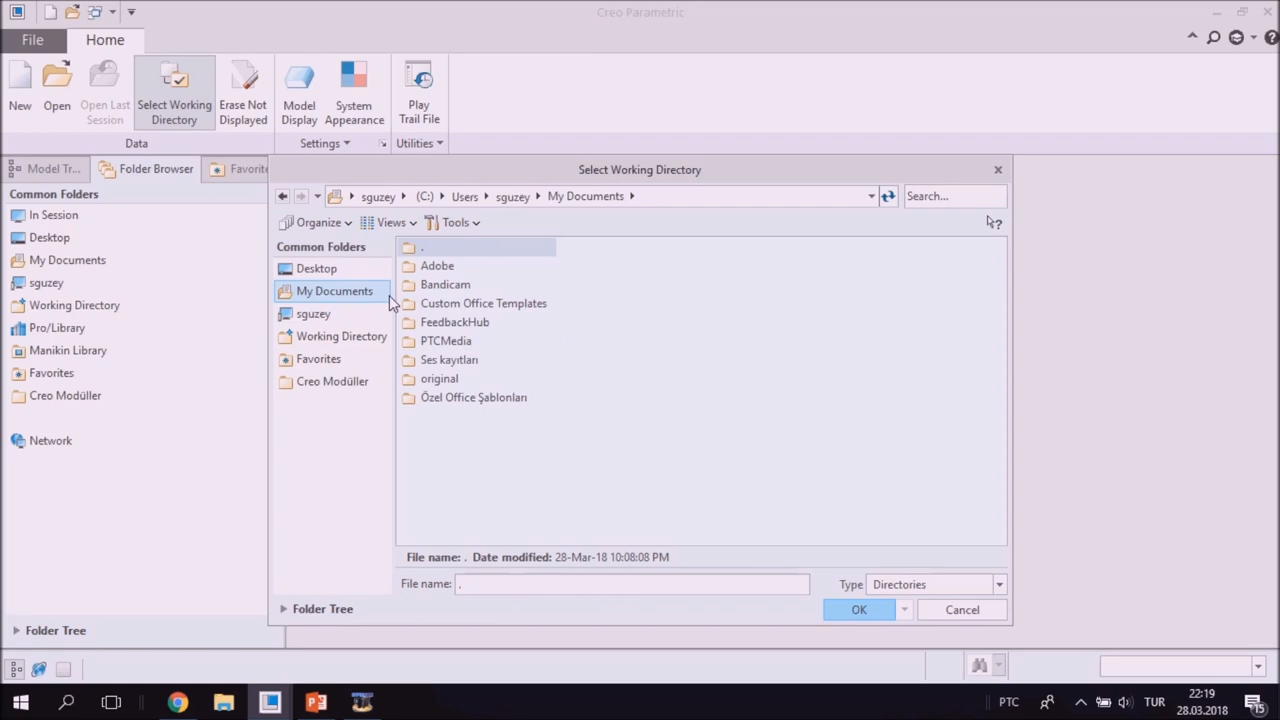 Creo Parametric
File
Home
New
Open
Open Last Session
Select Working Directory
Erase Not Displayed
Model Display
System Appearance
Play Trail File
Data
Settings
Utilities
Model Tr...
Folder Browser
Favorite
Common Folders
In Session
Desktop
My Documents
sguzey
Working Directory
Pro/Library
Manikin Library
Favorites
Creo Modüller
Network
Folder Tree
Select Working Directory
sguzey (C:) Users sguzey My Documents
Search...
Organize Views Tools
Common Folders
Desktop
My Documents
sguzey
Working Directory
Favorites
Creo Modüller
.
Adobe
Bandicam
Custom Office Templates
FeedbackHub
PTCMedia
Ses kayıtları
original
Özel Office Şablonları
File name: . Date modified: 28-Mar-18 10:08:08 PM
File name: .
Type Directories
Folder Tree
OK
Cancel
PTC
TUR
22:19
28.03.2018
15